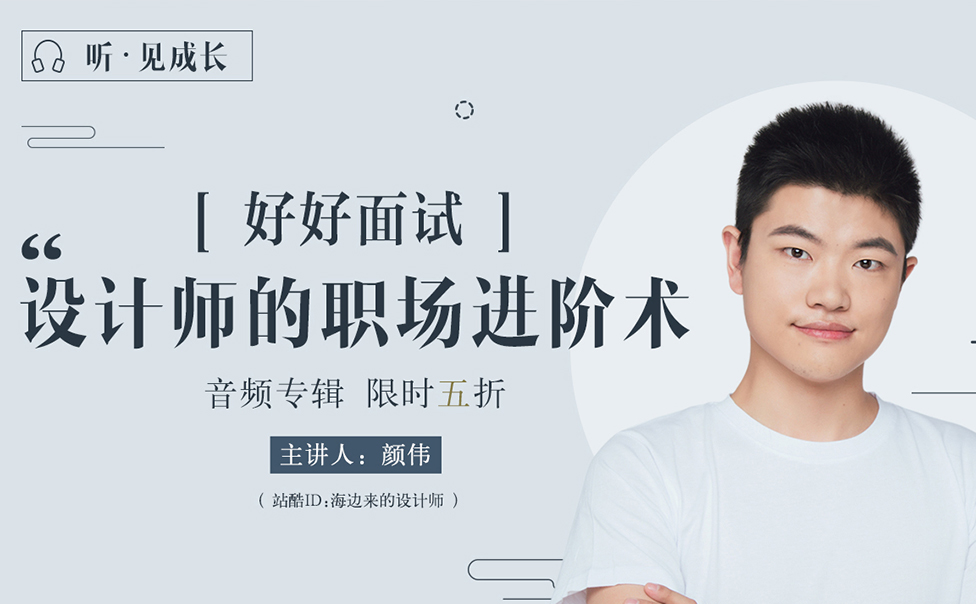 听·见成长
[ 好好面试 ]
“设计师的职场进阶术
音频专辑 限时五折
主讲人：颜伟
（ 站酷ID:海边来的设计师 ）